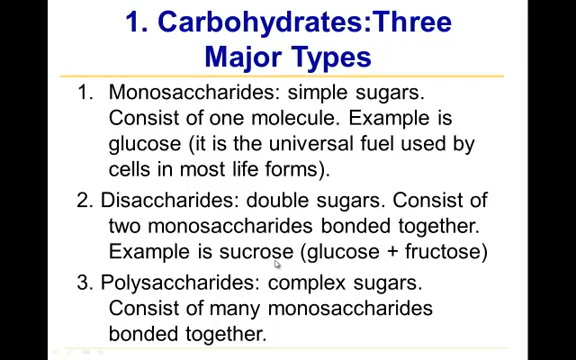 1. Carbohydrates:Three
Major Types
1. Monosaccharides: simple sugars.
Consist of one molecule. Example is
glucose (it is the universal fuel used by
cells in most life forms).
2. Disaccharides: double sugars. Consist of
two monosaccharides bonded together.
Example is sucrose (glucose + fructose)
3. Polysaccharides: complex sugars.
Consist of many monosaccharides
bonded together.